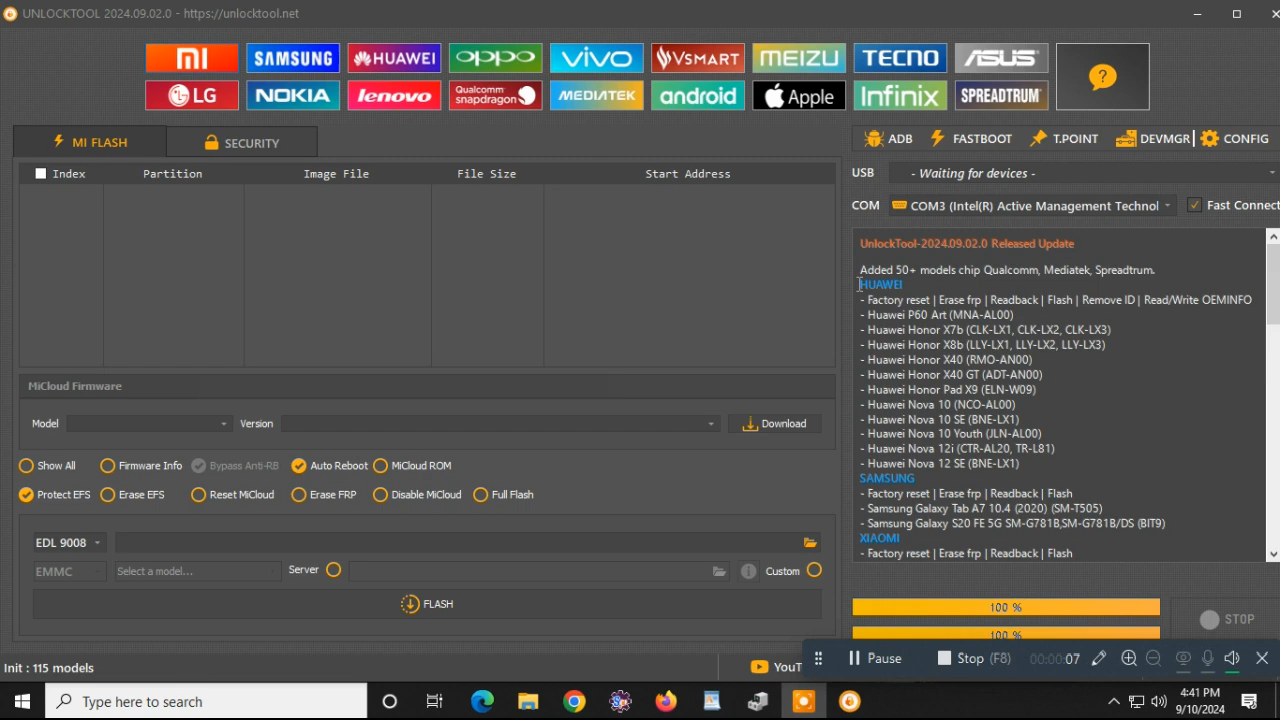 UNLOCKTOOL 2024.09.02.0 - https://unlocktool.net
MI
SAMSUNG
HUAWEI
OPPO
VIVO
VSMART
MEIZU
TECNO
ASUS
?
LG
NOKIA
lenovo
Qualcomm snapdragon
MEDIATEK
android
Apple
Infinix
SPREADTRUM
MI FLASH
SECURITY
ADB
FASTBOOT
T.POINT
DEVMGR
CONFIG
Index
Partition
Image File
File Size
Start Address
USB
- Waiting for devices -
COM
COM3 (Intel(R) Active Management Technol
Fast Connect
UnlockTool-2024.09.02.0 Released Update
Added 50+ models chip Qualcomm, Mediatek, Spreadtrum.
HUAWEI
- Factory reset | Erase frp | Readback | Flash | Remove ID | Read/Write OEMINFO
- Huawei P60 Art (MNA-AL00)
- Huawei Honor X7b (CLK-LX1, CLK-LX2, CLK-LX3)
- Huawei Honor X8b (LLY-LX1, LLY-LX2, LLY-LX3)
- Huawei Honor X40 (RMO-AN00)
- Huawei Honor X40 GT (ADT-AN00)
- Huawei Honor Pad X9 (ELN-W09)
- Huawei Nova 10 (NCO-AL00)
- Huawei Nova 10 SE (BNE-LX1)
- Huawei Nova 10 Youth (JLN-AL00)
- Huawei Nova 12i (CTR-AL20, TR-L81)
- Huawei Nova 12 SE (BNE-LX1)
SAMSUNG
- Factory reset | Erase frp | Readback | Flash
- Samsung Galaxy Tab A7 10.4 (2020) (SM-T505)
- Samsung Galaxy S20 FE 5G SM-G781B,SM-G781B/DS (BIT9)
XIAOMI
- Factory reset | Erase frp | Readback | Flash
MiCloud Firmware
Model
Version
Download
Show All
Firmware Info
Bypass Anti-RB
Auto Reboot
MiCloud ROM
Protect EFS
Erase EFS
Reset MiCloud
Erase FRP
Disable MiCloud
Full Flash
EDL 9008
EMMC
Select a model...
Server
Custom
FLASH
100 %
100 %
STOP
Init : 115 models
YouT
Pause
Stop (F8)
00:00:07
Type here to search
4:41 PM
9/10/2024